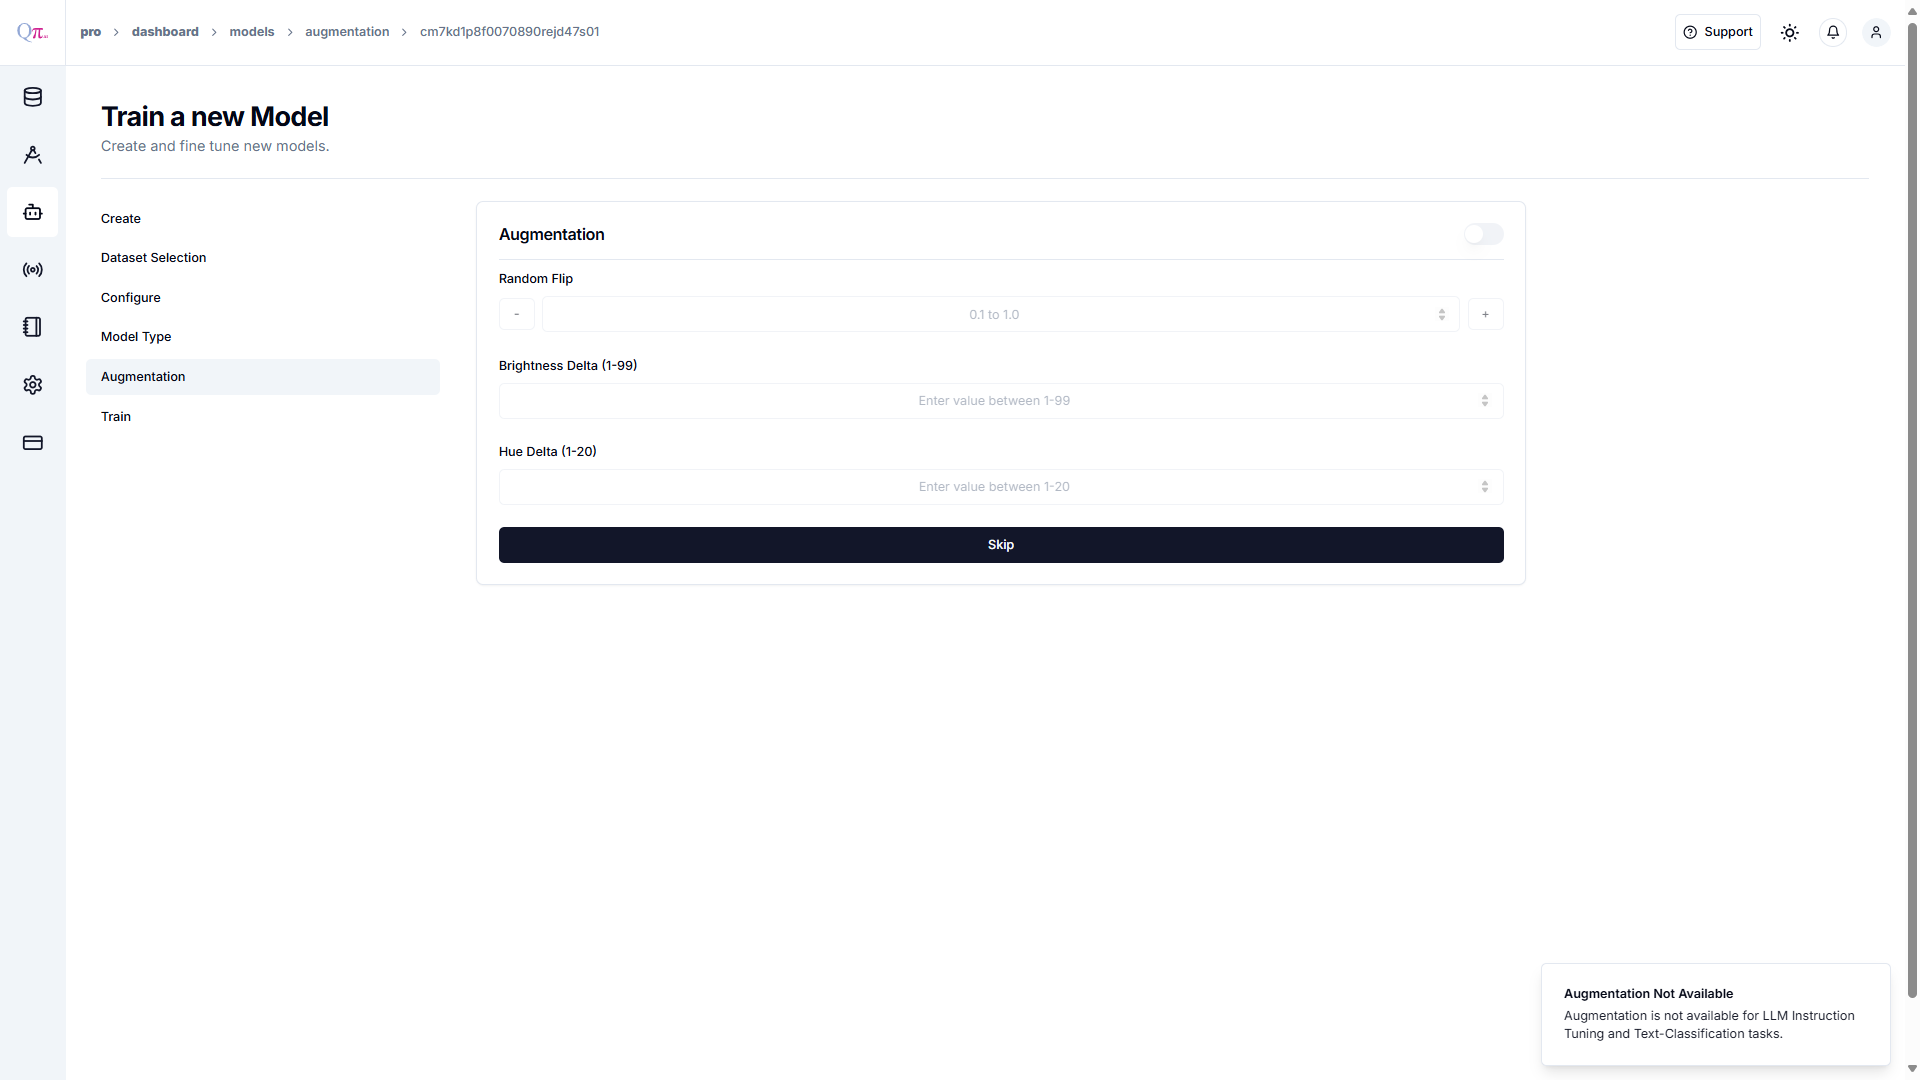 Qπ.ai
pro > dashboard > models > augmentation > cm7kd1p8f0070890rejd47s01
Support
Train a new Model
Create and fine tune new models.
Create
Dataset Selection
Configure
Model Type
Augmentation
Train
Augmentation
Random Flip
-
0.1 to 1.0
+
Brightness Delta (1-99)
Enter value between 1-99
Hue Delta (1-20)
Enter value between 1-20
Skip
Augmentation Not Available
Augmentation is not available for LLM Instruction
Tuning and Text-Classification tasks.